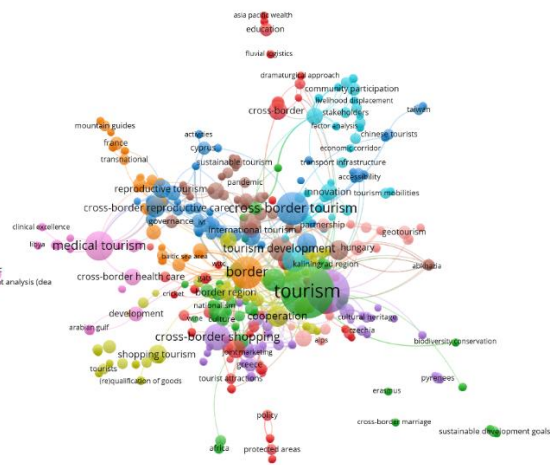 asia pacific wealth
education
fluvial logistics
dramaturgical approach
community participation
livelihood displacement
cross-border
stakeholders
taiwan
factor analysis
mountain guides
activities
chinese tourists
france
cyprus
economic corridor
transnational
sustainable tourism
transport infrastructure
pandemic
accessibility
reproductive tourism
innovation
tourism mobilities
cross-border reproductive care
cross-border tourism
governance
partnership
clinical excellence
international tourism
geotourism
libya
medical tourism
tourism development
hungary
baltic sea area
kaliningrad region
abkhazia
t analysis (dea
cross-border health care
border
cricket
border region
tourism
nationalism
development
wine
culture
cooperation
cultural heritage
arabian gulf
czechia
cross-border shopping
alps
biodiversity conservation
shopping tourism
joint marketing
tourists
greece
(re)qualification of goods
tourist attractions
pyrenees
erasmus
policy
cross-border marriage
africa
protected areas
sustainable development goals